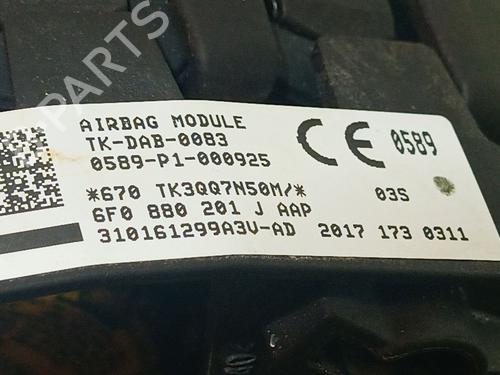 PARTS
AIRBAG MODULE
TK-DAB-0083
0589-P1-000925
CE 0589
*670 TK3QQ7N50M/* 03S
6F0 880 201 J AAP
310161299A3V-AD 2017 173 0311